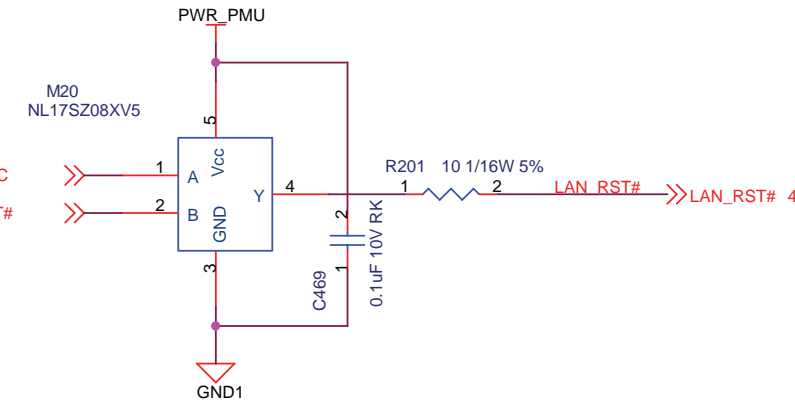 PWR_PMU
M20
NL17SZ08XV5
5
Vcc
C
1
A
T#
2
B
GND
3
Y
4
R201 10 1/16W 5%
1
2
LAN_RST#
LAN_RST# 4
2
1
C469
0.1uF 10V RK
GND1